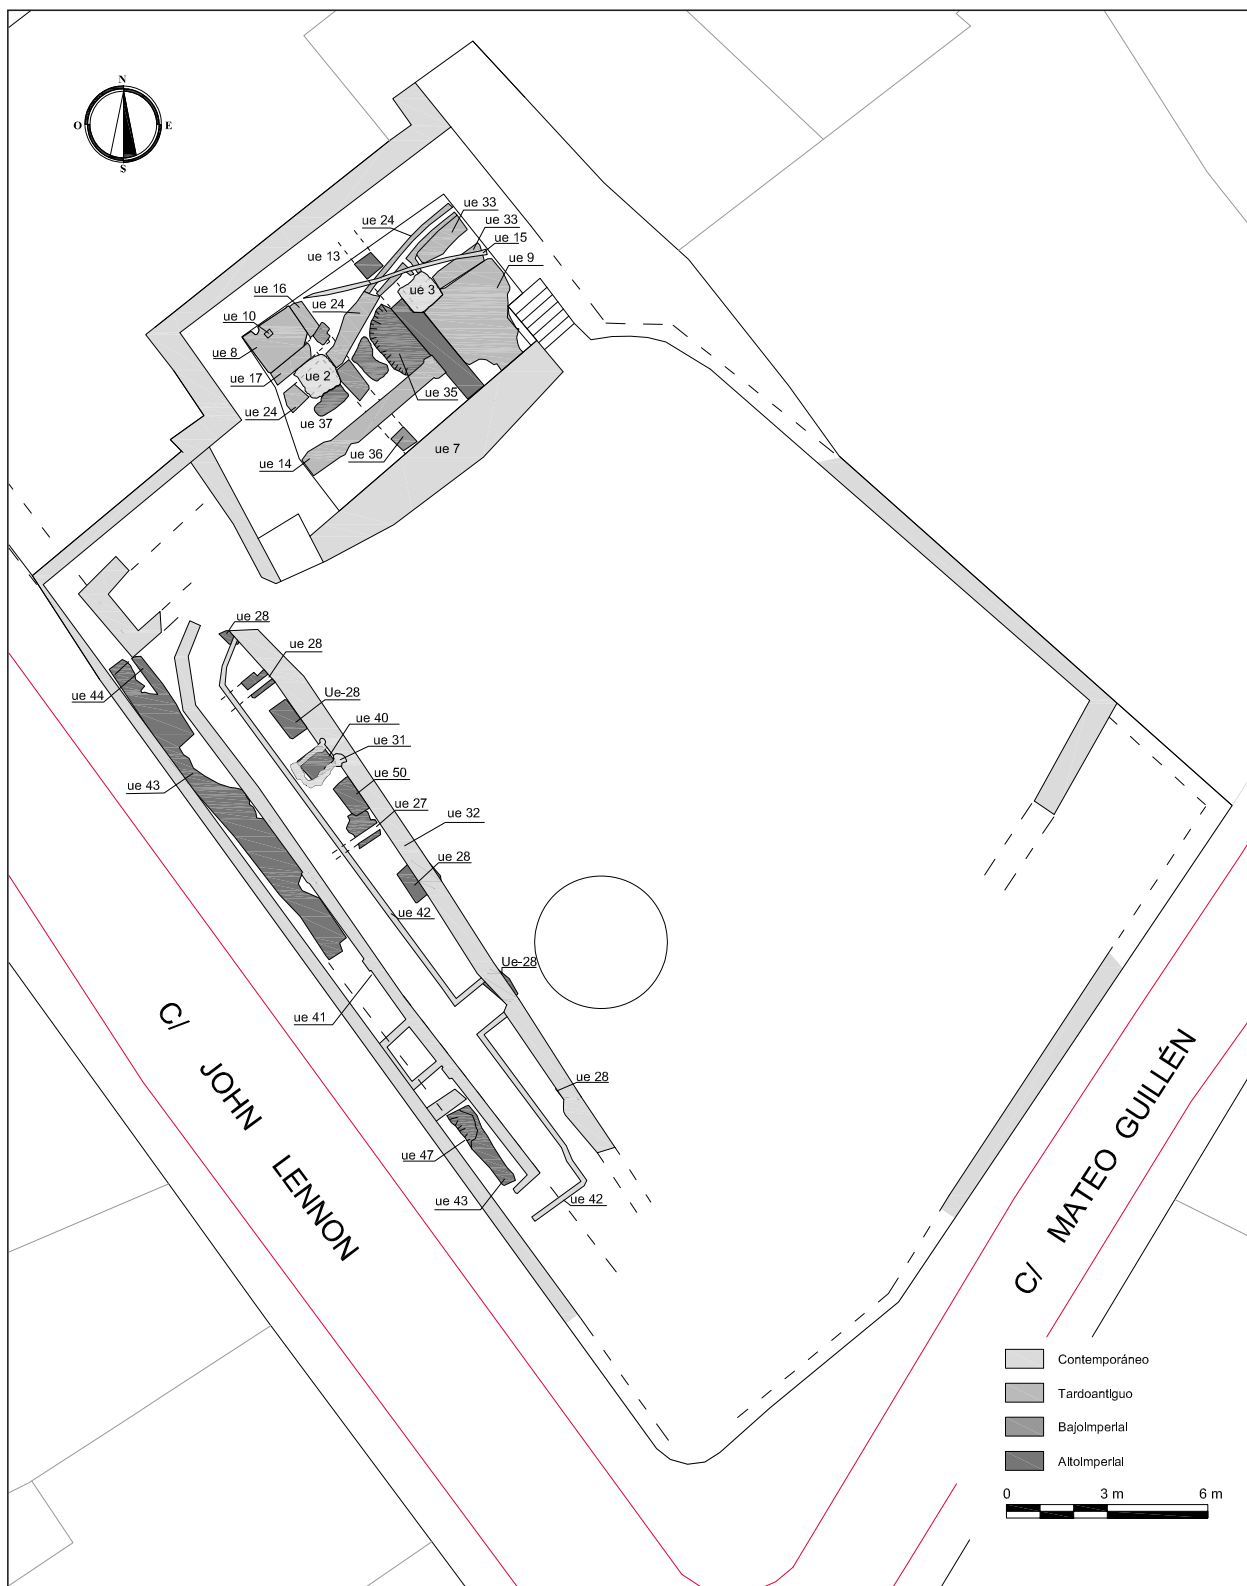 N
O
E
S
ue 33
ue 24
ue 33
ue 15
ue 13
ue 9
ue 16
ue 3
ue 24
ue 10
ue 8
ue 17
ue 2
ue 35
ue 24
ue 37
ue 36
ue 7
ue 14
ue 28
ue 28
ue 44
Ue-28
ue 40
ue 31
ue 43
ue 50
ue 27
ue 32
ue 28
ue 42
Ue-28
ue 41
ue 28
ue 47
ue 43
ue 42
C/ JOHN LENNON
C/ MATEO GUILLÉN
Contemporáneo
TardoantIguo
BajoImperIal
AltoImperIal
0 3 m 6 m